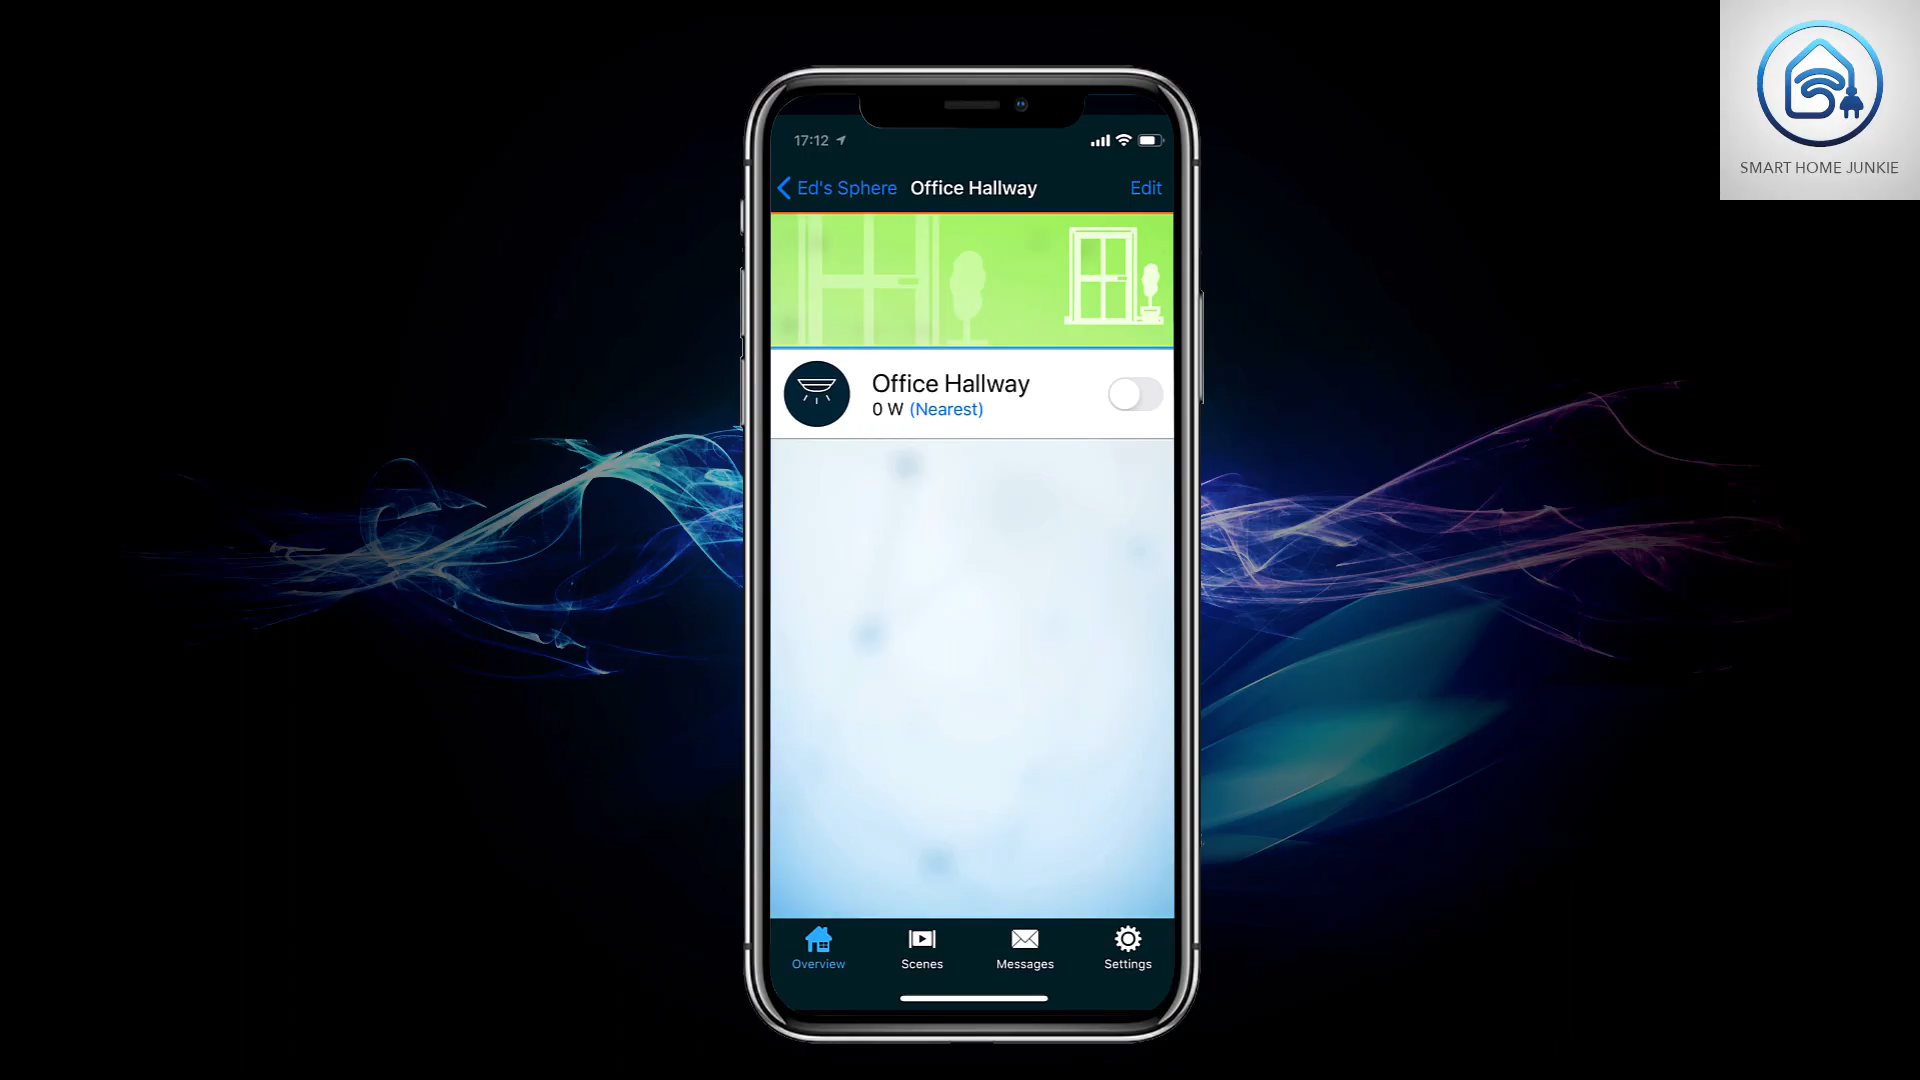 SMART HOME JUNKIE
17:12
Ed's Sphere Office Hallway Edit
Office Hallway
0 W (Nearest)
Overview Scenes Messages Settings